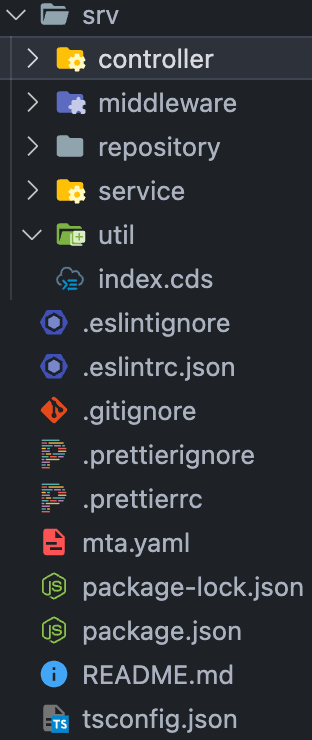 srv
controller
middleware
repository
service
util
index.cds
.eslintignore
.eslintrc.json
.gitignore
.prettierignore
.prettierrc
mta.yaml
package-lock.json
package.json
README.md
TS tsconfig.json